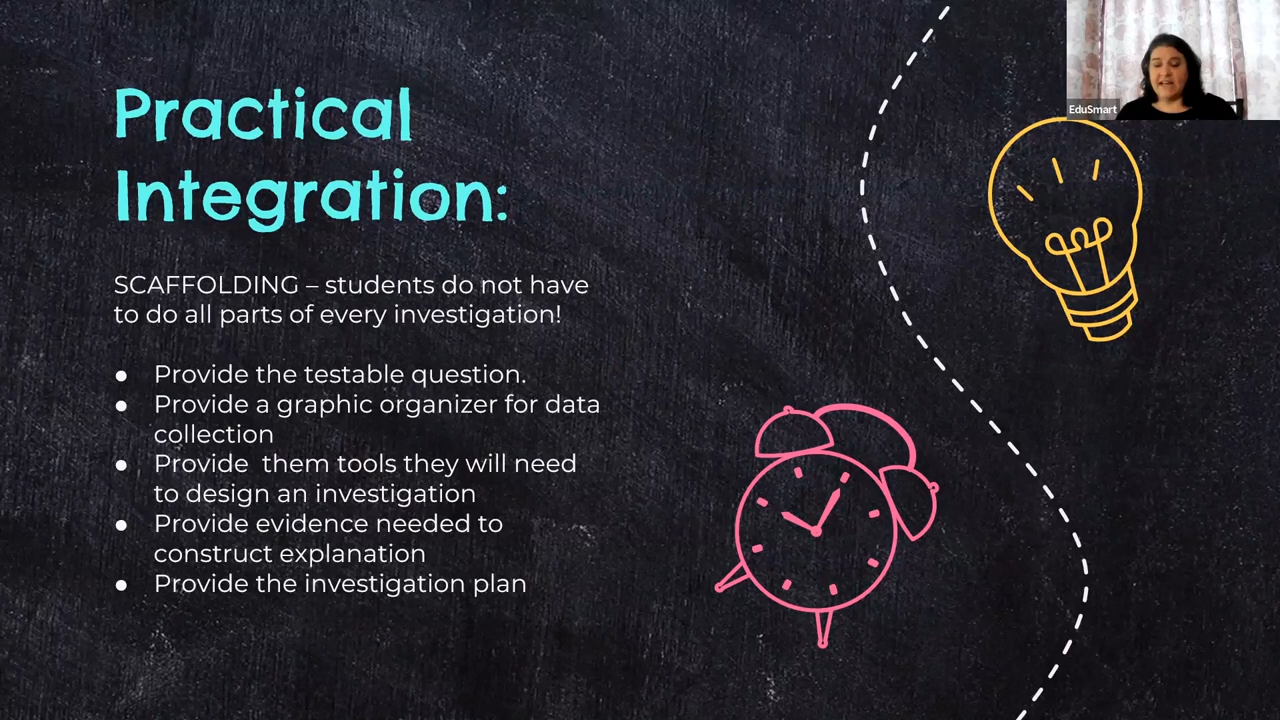 Practical
Integration:
SCAFFOLDING – students do not have
to do all parts of every investigation!
● Provide the testable question.
● Provide a graphic organizer for data
collection
● Provide  them tools they will need
to design an investigation
● Provide evidence needed to
construct explanation
● Provide the investigation plan
EduSmart